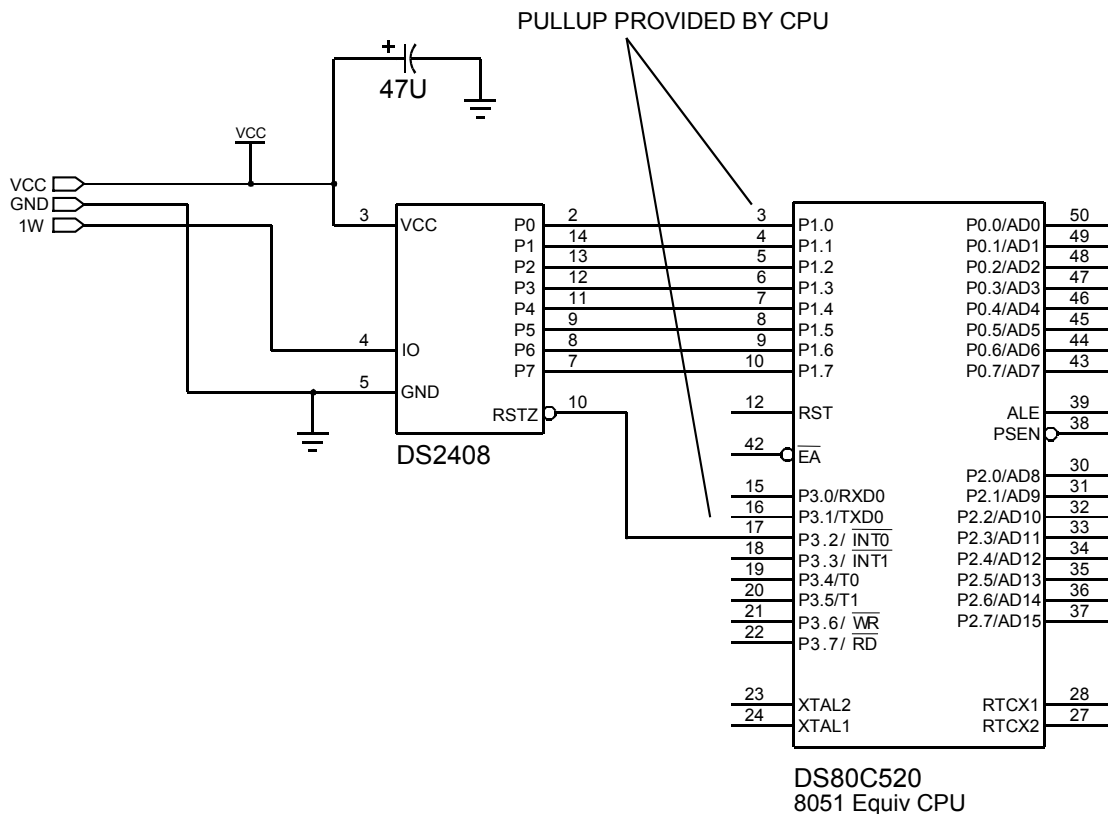 PULLUP PROVIDED BY CPU
+
47U
VCC
VCC
GND
1W
3 VCC
4 IO
5 GND
P0 2
P1 14
P2 13
P3 12
P4 11
P5 9
P6 8
P7 7
RSTZ 10
DS2408
3 P1.0
4 P1.1
5 P1.2
6 P1.3
7 P1.4
8 P1.5
9 P1.6
10 P1.7
12 RST
42 EA
15 P3.0/RXD0
16 P3.1/TXD0
17 P3.2/ INT0
18 P3.3/ INT1
19 P3.4/T0
20 P3.5/T1
21 P3.6/ WR
22 P3.7/ RD
23 XTAL2
24 XTAL1
P0.0/AD0 50
P0.1/AD1 49
P0.2/AD2 48
P0.3/AD3 47
P0.4/AD4 46
P0.5/AD5 45
P0.6/AD6 44
P0.7/AD7 43
ALE 39
PSEN 38
P2.0/AD8 30
P2.1/AD9 31
P2.2/AD10 32
P2.3/AD11 33
P2.4/AD12 34
P2.5/AD13 35
P2.6/AD14 36
P2.7/AD15 37
RTCX1 28
RTCX2 27
DS80C520
8051 Equiv CPU